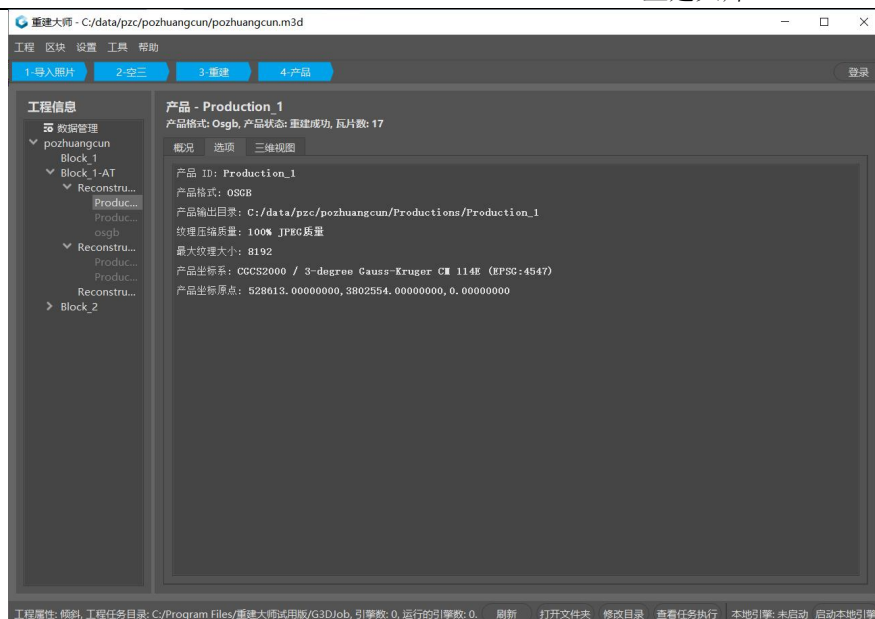 重建大师 - C:/data/pzc/pozhuangcun/pozhuangcun.m3d
工程 区块 设置 工具 帮助
1-导入照片 2-空三 3-重建 4-产品 登录
工程信息
数据管理
pozhuangcun
Block_1
Block_1-AT
Reconstru...
Produc...
Produc...
osgb
Reconstru...
Produc...
Produc...
Reconstru...
Block_2
产品 - Production_1
产品格式: Osgb, 产品状态: 重建成功, 瓦片数: 17
概况 选项 三维视图
产品 ID: Production_1
产品格式: OSGB
产品输出目录: C:/data/pzc/pozhuangcun/Productions/Production_1
纹理压缩质量: 100% JPEG质量
最大纹理大小: 8192
产品坐标系: CGCS2000 / 3-degree Gauss-Kruger CM 114E (EPSG:4547)
产品坐标原点: 528613.00000000,3802554.00000000,0.00000000
工程属性: 倾斜, 工程任务目录: C:/Program Files/重建大师试用版/G3DJob, 引擎数: 0, 运行的引擎数: 0. 刷新 打开文件夹 修改目录 查看任务执行 本地引擎: 未启动 启动本地引擎